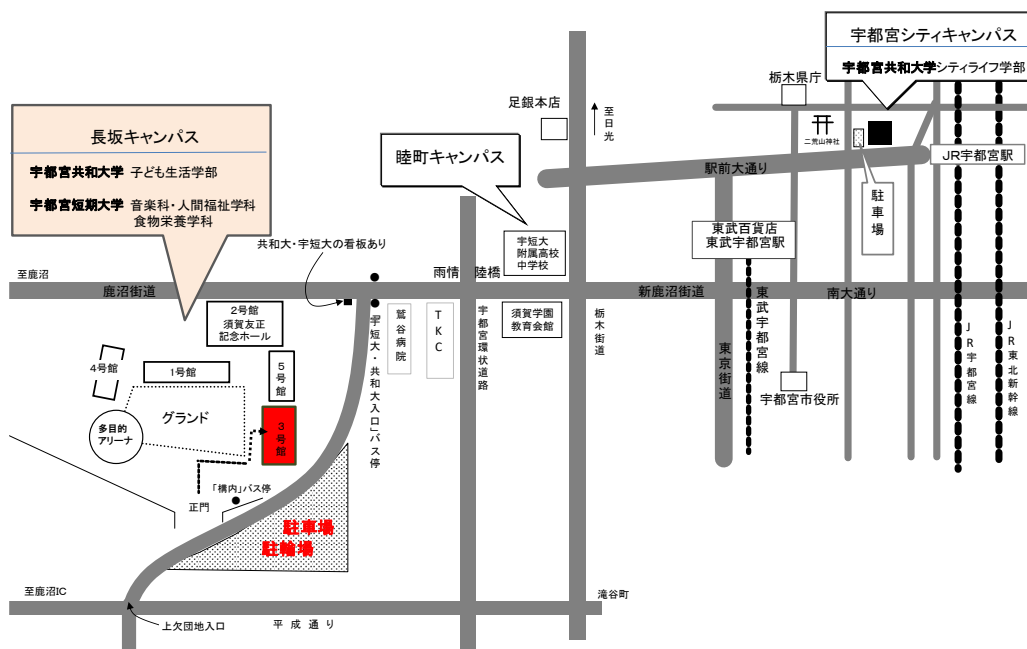 宇都宮シティキャンパス
宇都宮共和大学 シティライフ学部
栃木県庁
足銀本店
至日光
二荒山神社
JR宇都宮駅
駅前大通り
駐車場
長坂キャンパス
宇都宮共和大学 子ども生活学部
宇都宮短期大学 音楽科・人間福祉学科
食物栄養学科
睦町キャンパス
宇短大
附属高校
中学校
東武百貨店
東武宇都宮駅
共和大・宇短大の看板あり
至鹿沼
雨情陸橋
鹿沼街道
新鹿沼街道
南大通り
2号館
須賀友正
記念ホール
鷲谷病院
TKC
宇都宮環状道路
須賀学園
教育会館
栃木街道
東京街道
東武宇都宮線
JR宇都宮線
JR東北新幹線
宇短大・共和大入口」バス停
4号館
1号館
5号館
グランド
多目的
アリーナ
3号館
宇都宮市役所
「構内」バス停
正門
駐車場
駐輪場
至鹿沼IC
滝谷町
上欠団地入口
平成通り